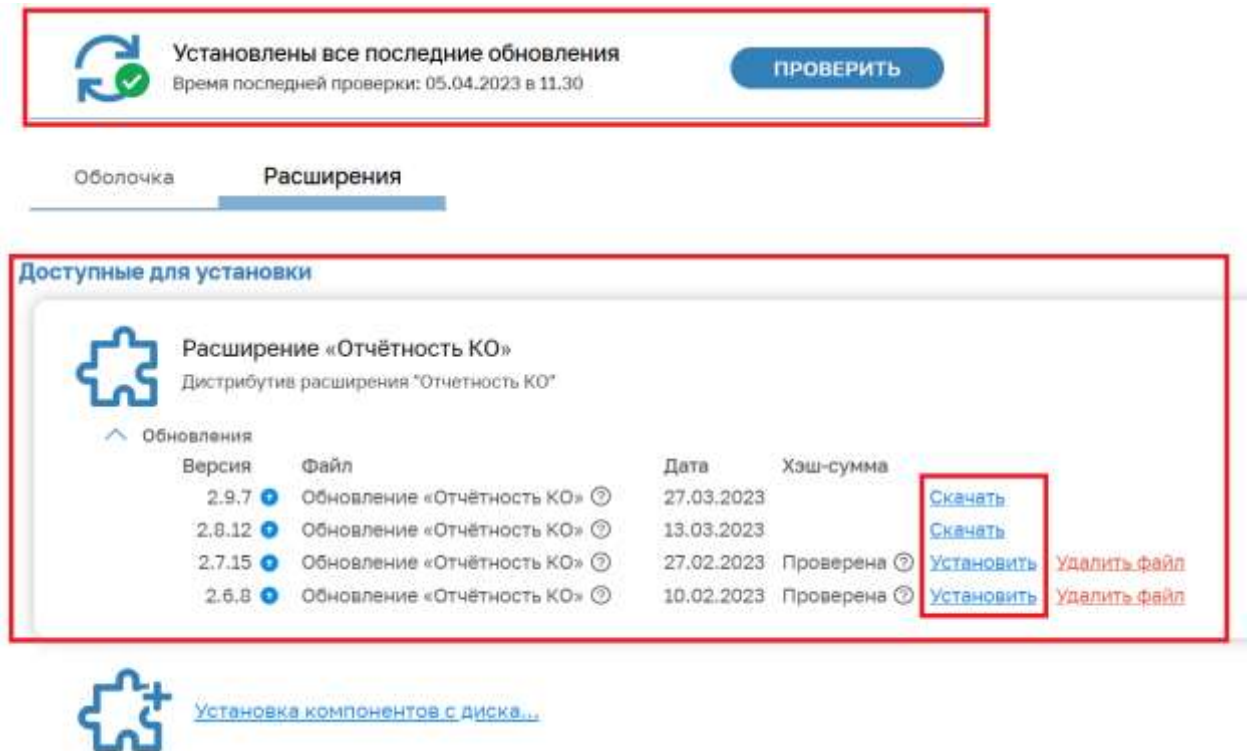 Установлены все последние обновления
Время последней проверки: 05.04.2023 в 11.30
ПРОВЕРИТЬ
Оболочка Расширения
Доступные для установки
Расширение «Отчётность КО»
Дистрибутив расширения "Отчетность КО"
Обновления
Версия Файл Дата Хэш-сумма
2.9.7 Обновление «Отчётность КО» 27.03.2023 Скачать
2.8.12 Обновление «Отчётность КО» 13.03.2023 Скачать
2.7.15 Обновление «Отчётность КО» 27.02.2023 Проверена Установить Удалить файл
2.6.8 Обновление «Отчётность КО» 10.02.2023 Проверена Установить Удалить файл
Установка компонентов с диска...